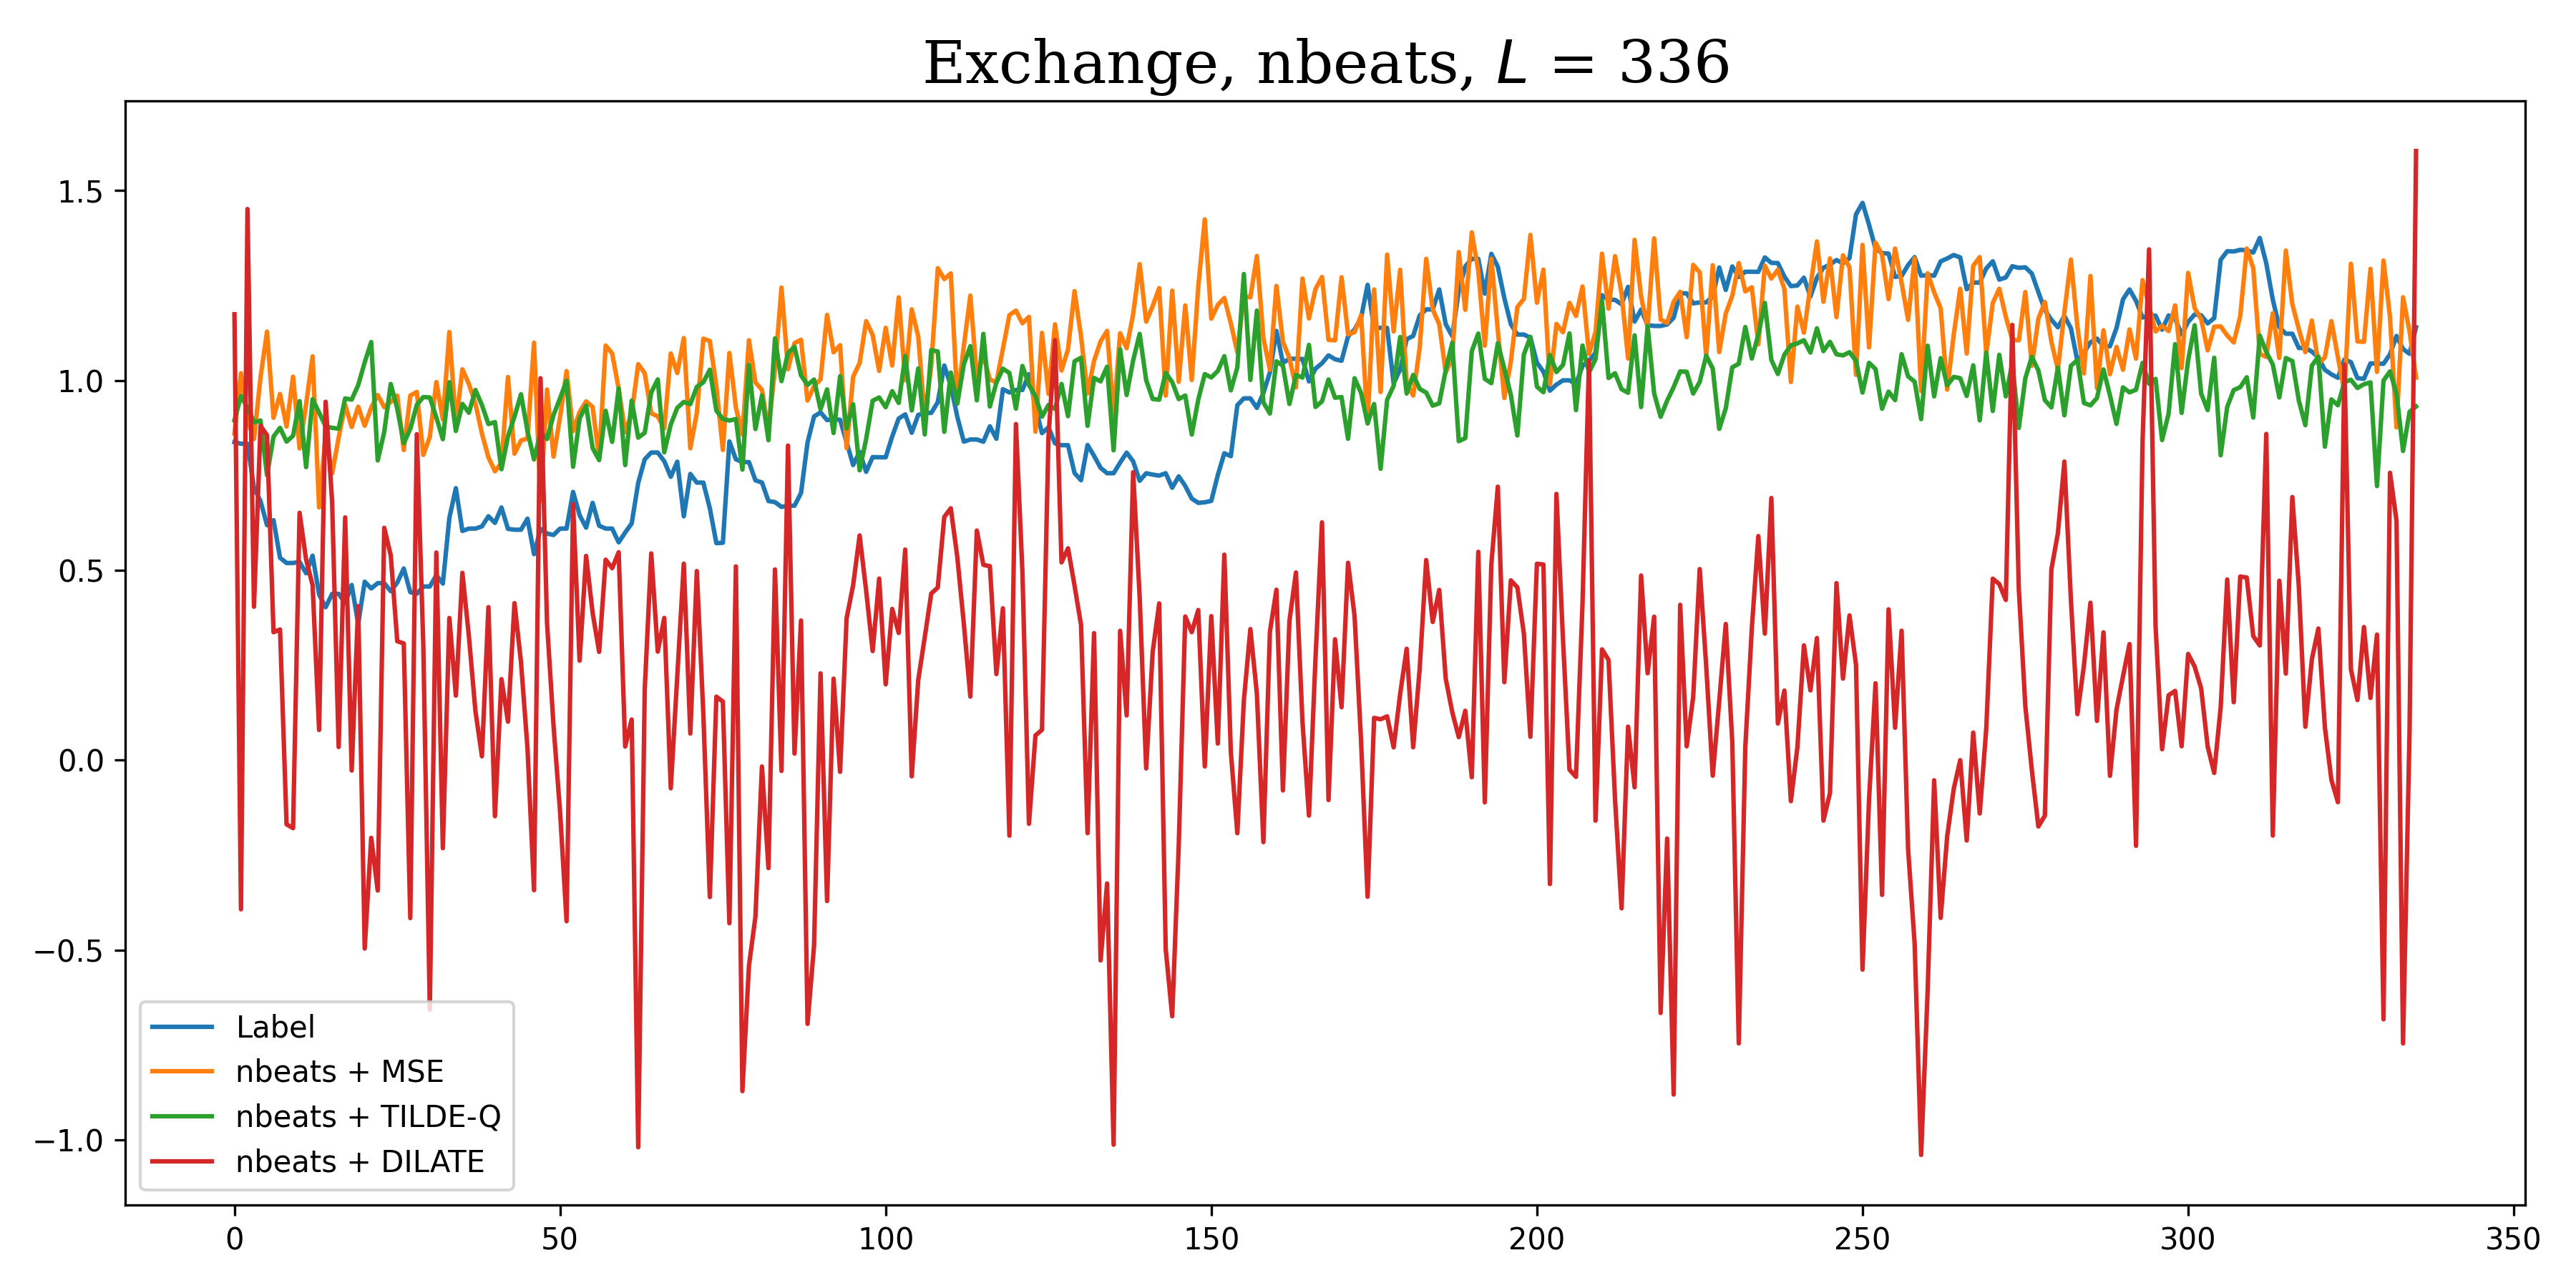 Exchange, nbeats, L = 336
1.5
1.0
0.5
0.0
−0.5
−1.0
Label
nbeats + MSE
nbeats + TILDE-Q
nbeats + DILATE
0 50 100 150 200 250 300 350